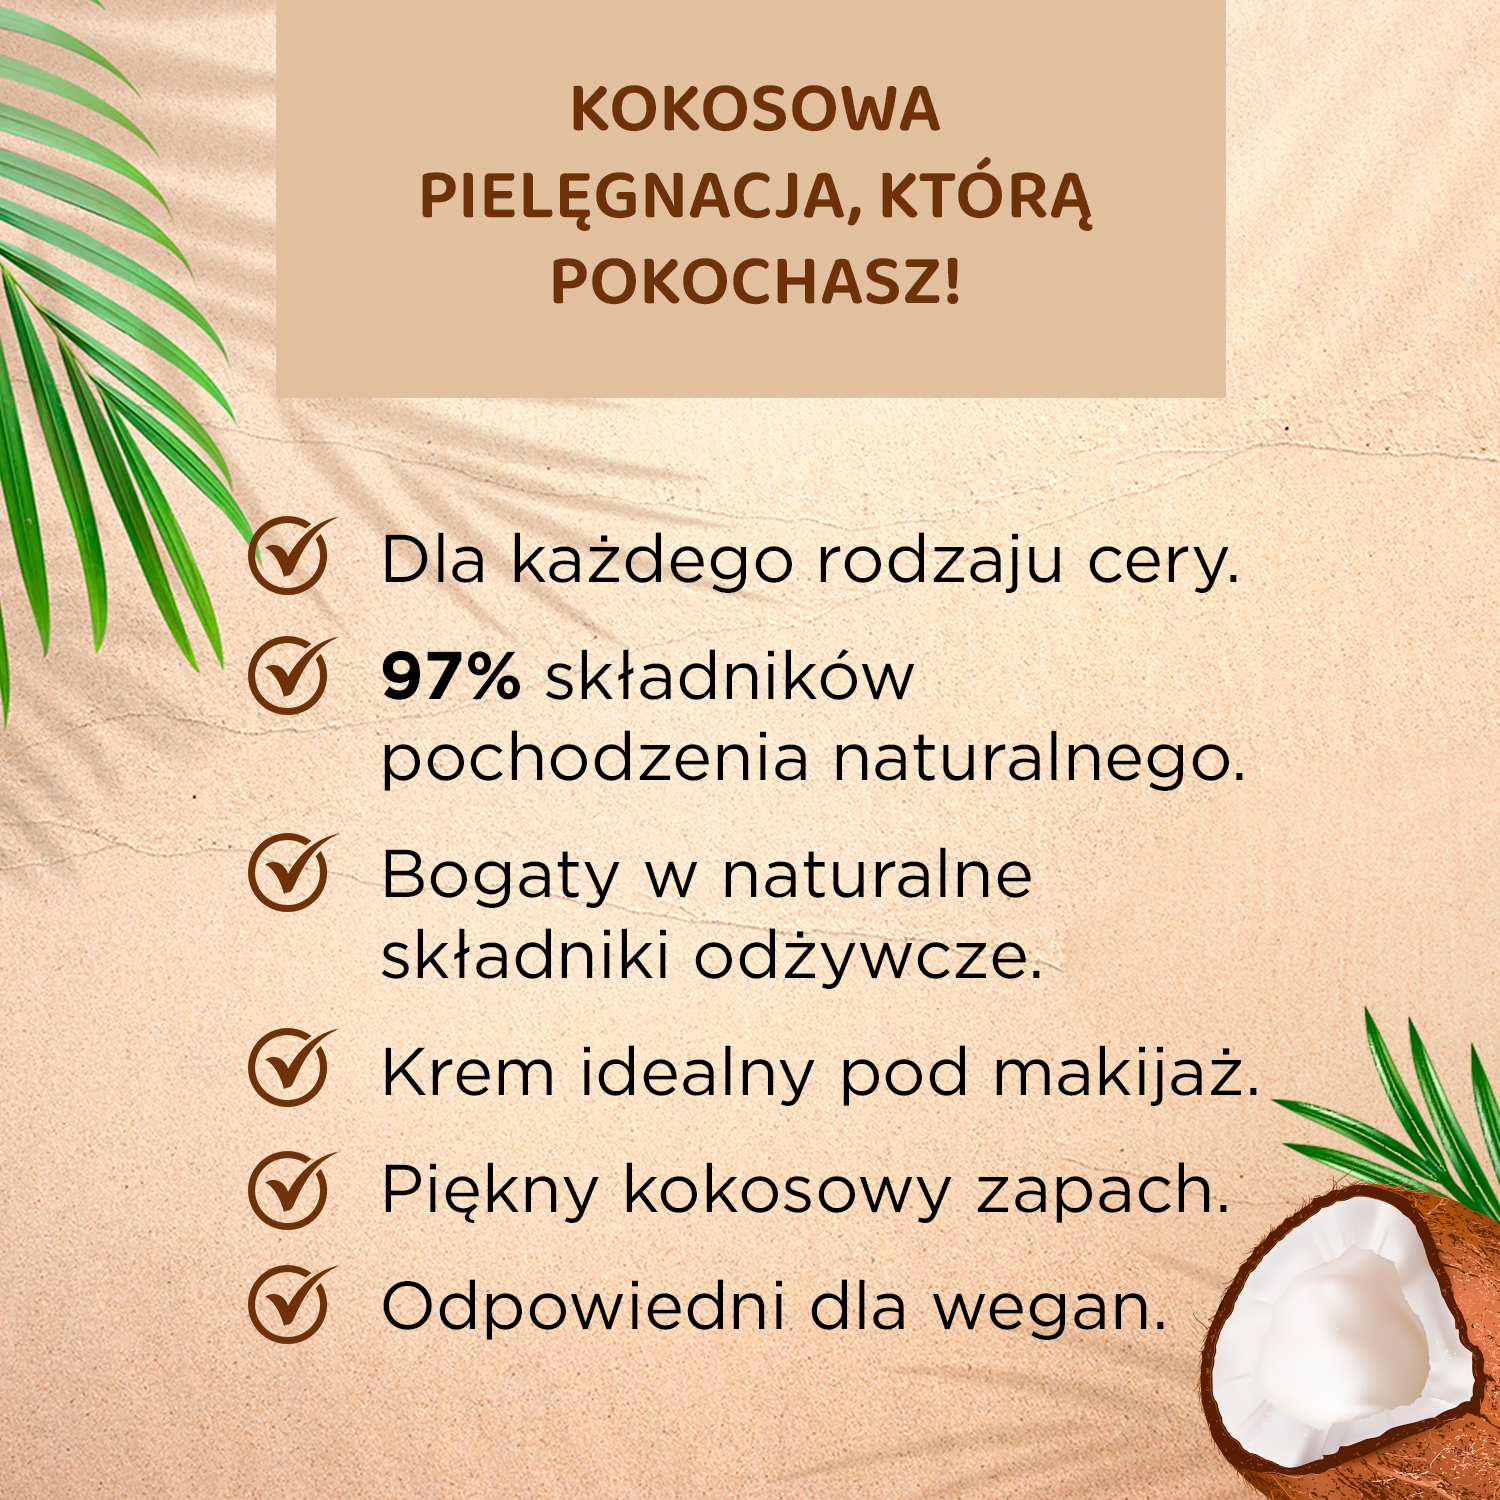 KOKOSOWA
PIELĘGNACJA, KTÓRĄ
POKOCHASZ!
Dla każdego rodzaju cery.
97% składników
pochodzenia naturalnego.
Bogaty w naturalne
składniki odżywcze.
Krem idealny pod makijaż.
Piękny kokosowy zapach.
Odpowiedni dla wegan.